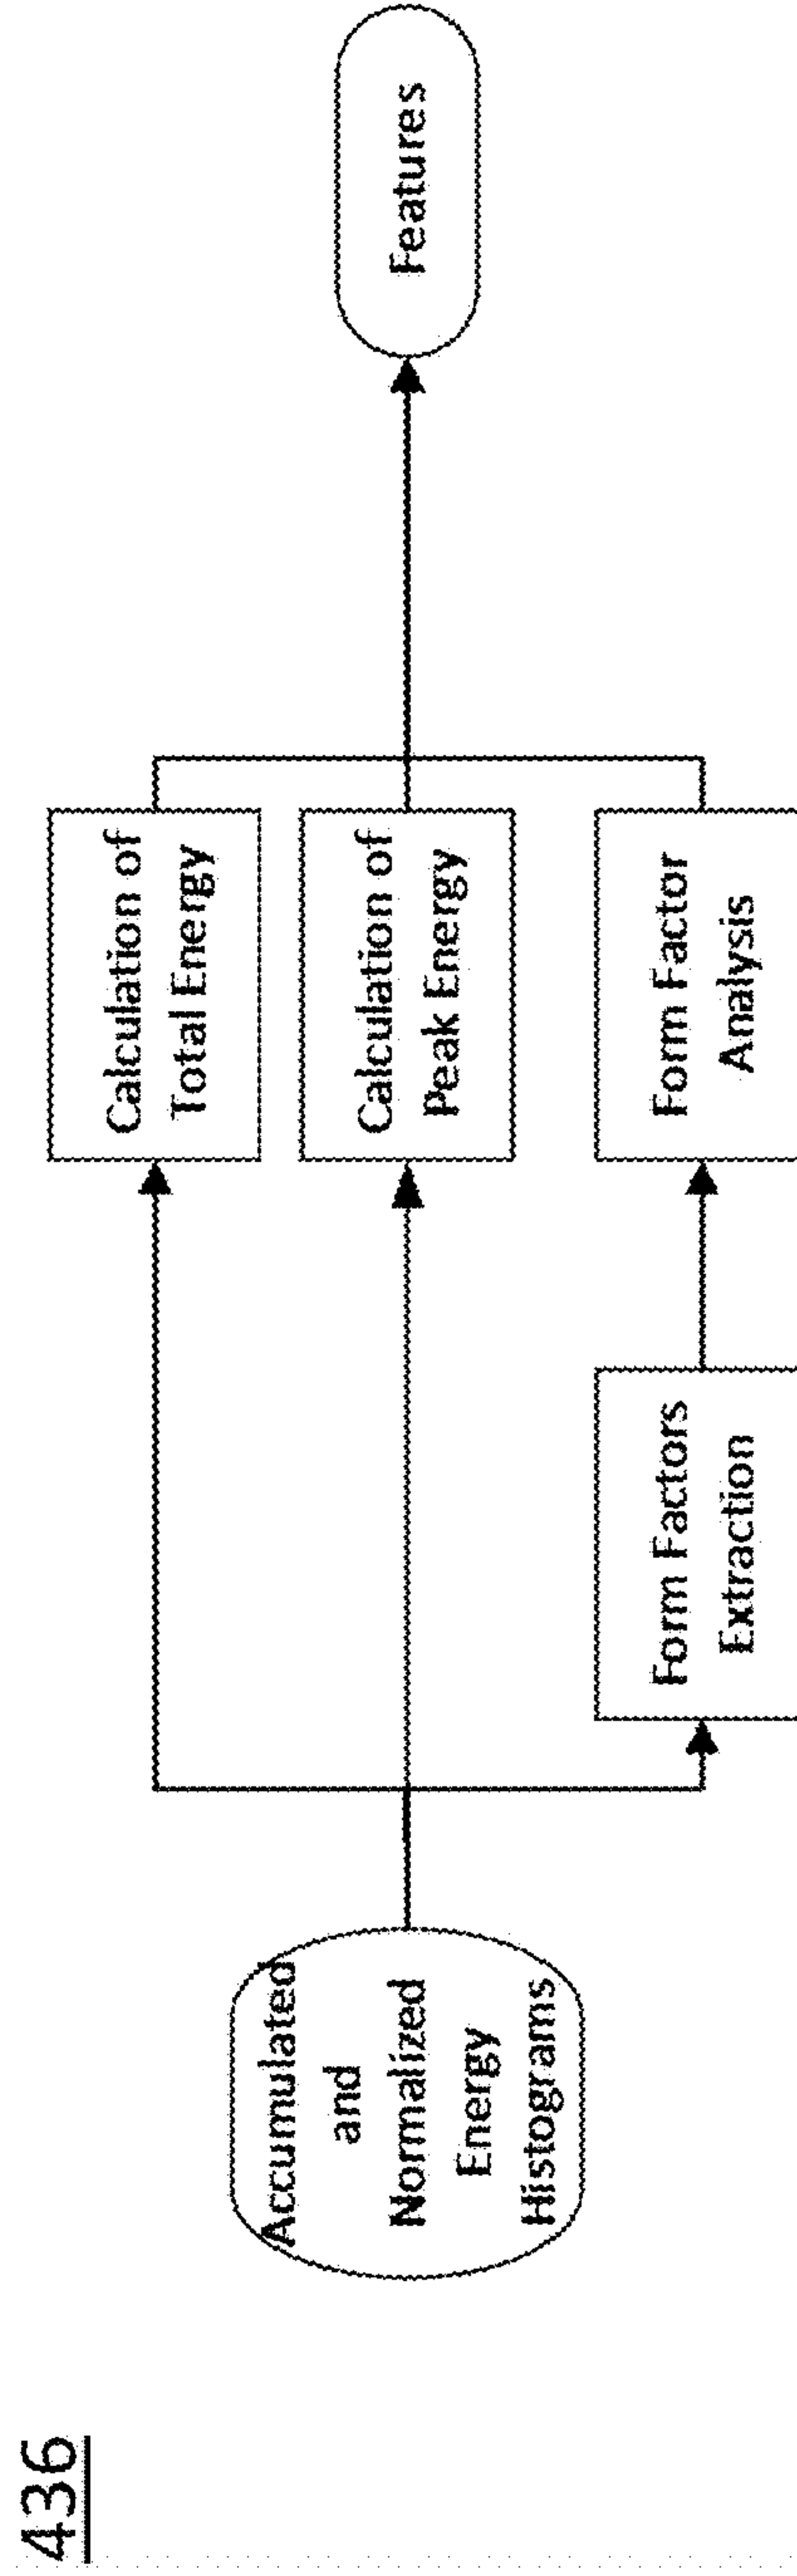 436
Accumulated
and
Normalized
Energy
Histograms
Calculation of
Total Energy
Calculation of
Peak Energy
Form Factors
Extraction
Form Factor
Analysis
Features